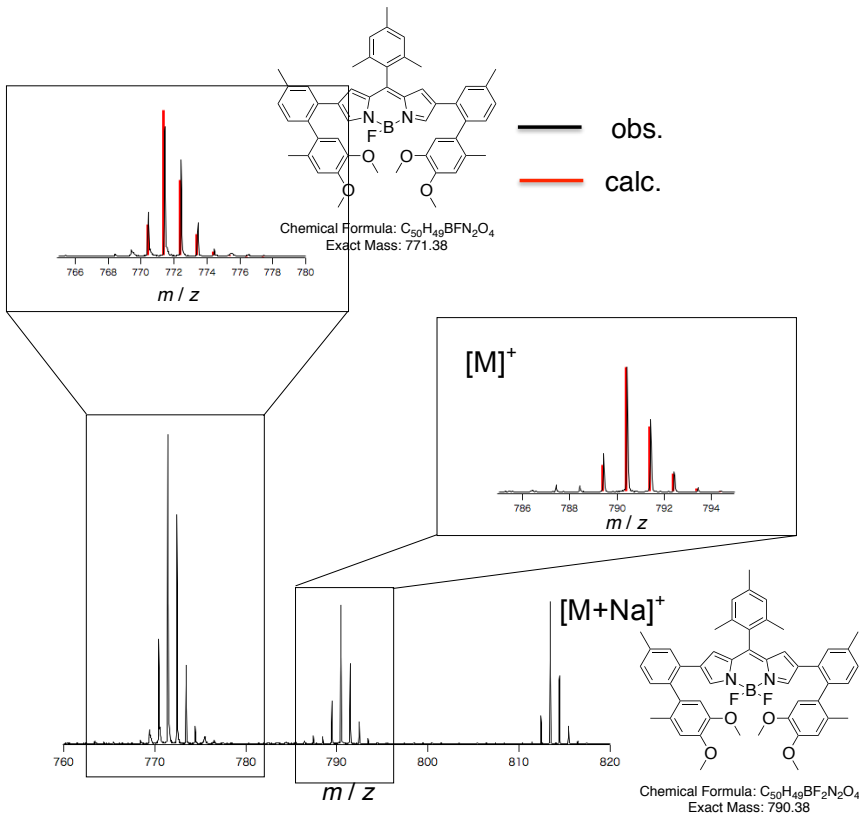 F
B
N
N
O
O
O
O
obs.
calc.
Chemical Formula: C₅₀H₄₉BFN₂O₄
Exact Mass: 771.38
766 768 770 772 774 776 778 780
m / z
[M]⁺
786 788 790 792 794
m / z
[M+Na]⁺
N
N
B
F
F
O
O
O
O
760 770 780 790 800 810 820
m / z
Chemical Formula: C₅₀H₄₉BF₂N₂O₄
Exact Mass: 790.38